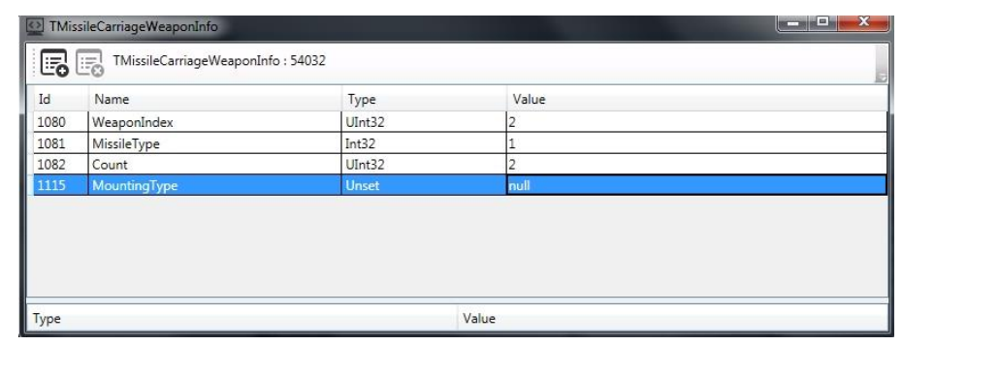 TMissileCarriageWeaponInfo
TMissileCarriageWeaponInfo : 54032
Id Name Type Value
1080 WeaponIndex UInt32 2
1081 MissileType Int32 1
1082 Count UInt32 2
1115 MountingType Unset null
Type Value